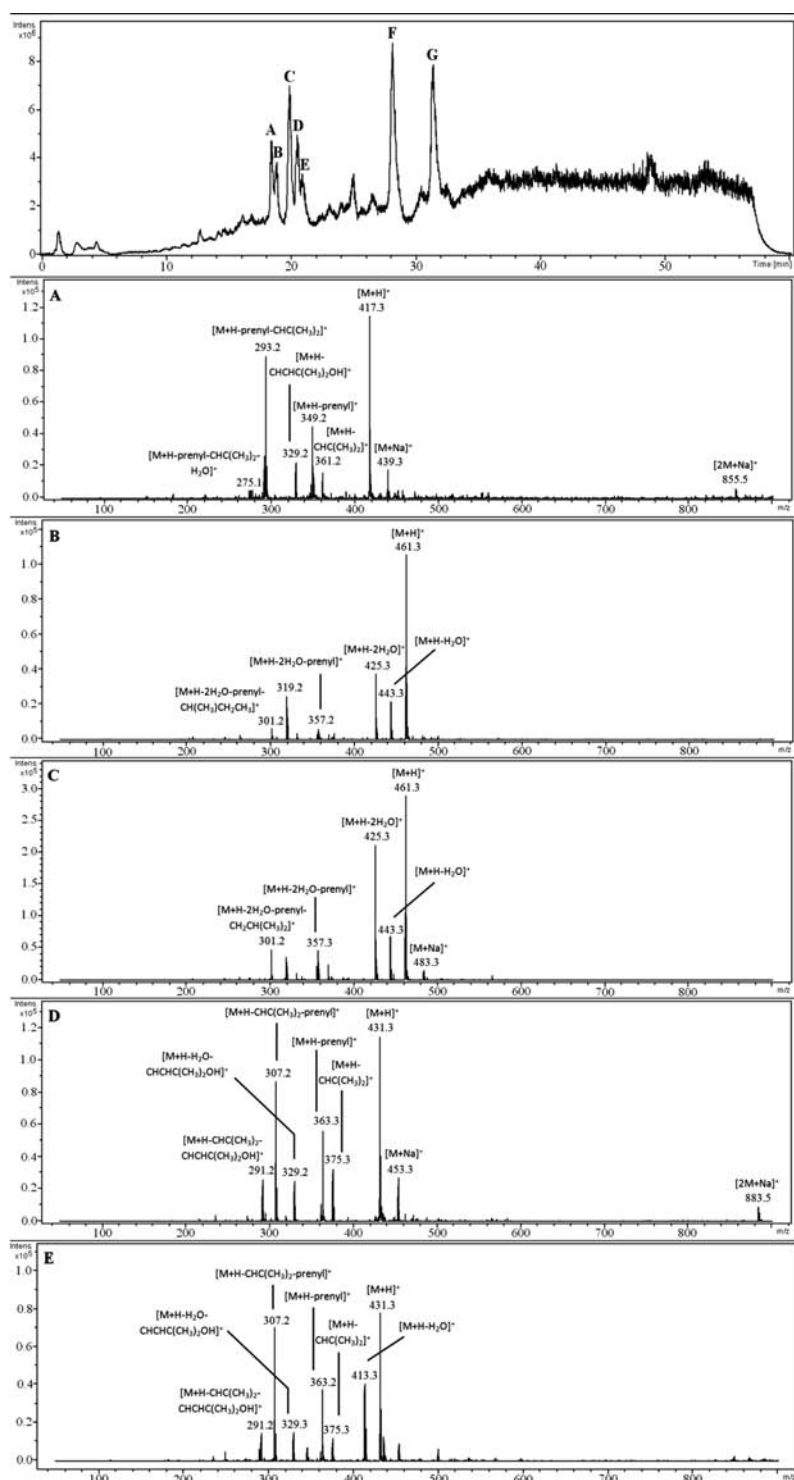 Intens.
x10⁶
F
G
C
A
D
B
E
8
6
4
2
0
0
10
20
30
40
50
Time [min]
Intens.
x10⁵
A
[M+H]⁺
417.3
[M+H-prenyl-CHC(CH₃)₂]⁺
293.2
[M+H-
CHCHC(CH₃)₂OH]⁺
[M+H-prenyl]⁺
349.2
[M+H-
CHC(CH₃)₂]⁺
329.2
361.2
[M+Na]⁺
439.3
[M+H-prenyl-CHC(CH₃)₂-
H₂O]⁺
275.1
[2M+Na]⁺
855.5
1.2
1.0
0.8
0.6
0.4
0.2
0.0
100 200 300 400 500 600 700 800 m/z
Intens.
x10⁵
B
[M+H]⁺
461.3
[M+H-2H₂O]⁺
425.3
[M+H-H₂O]⁺
443.3
[M+H-2H₂O-prenyl]⁺
319.2
357.2
[M+H-2H₂O-prenyl-
CH(CH₃)CH₂CH₃]⁺
301.2
1.0
0.8
0.6
0.4
0.2
0.0
100 200 300 400 500 600 700 800 m/z
Intens.
x10⁵
C
[M+H]⁺
461.3
[M+H-2H₂O]⁺
425.3
[M+H-H₂O]⁺
443.3
[M+H-2H₂O-prenyl]⁺
357.3
[M+H-2H₂O-prenyl-
CH₂CH(CH₃)₂]⁺
301.2
[M+Na]⁺
483.3
3.0
2.5
2.0
1.5
1.0
0.5
0.0
100 200 300 400 500 600 700 800 m/z
Intens.
x10⁵
D
[M+H-CHC(CH₃)₂-prenyl]⁺
307.2
[M+H]⁺
431.3
[M+H-prenyl]⁺
363.3
[M+H-
CHC(CH₃)₂]⁺
375.3
[M+H-H₂O-
CHCHC(CH₃)₂OH]⁺
329.2
[M+H-CHC(CH₃)₂-
CHCHC(CH₃)₂OH]⁺
291.2
[M+Na]⁺
453.3
[2M+Na]⁺
883.5
1.2
1.0
0.8
0.6
0.4
0.2
0.0
100 200 300 400 500 600 700 800 m/z
Intens.
x10⁵
E
[M+H-CHC(CH₃)₂-prenyl]⁺
307.2
[M+H-prenyl]⁺
363.2
[M+H]⁺
431.3
[M+H-
CHC(CH₃)₂]⁺
375.3
[M+H-H₂O]⁺
413.3
[M+H-H₂O-
CHCHC(CH₃)₂OH]⁺
329.3
[M+H-CHC(CH₃)₂-
CHCHC(CH₃)₂OH]⁺
291.2
1.0
0.8
0.6
0.4
0.2
0.0
100 200 300 400 500 600 700 800 m/z